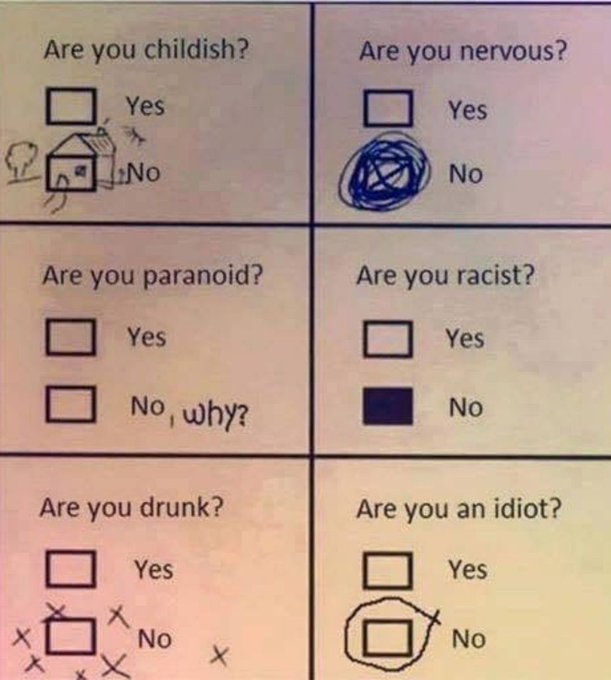 Are you childish?
Yes
No
Are you nervous?
Yes
No
Are you paranoid?
Yes
No, why?
Are you racist?
Yes
No
Are you drunk?
Yes
No
Are you an idiot?
Yes
No